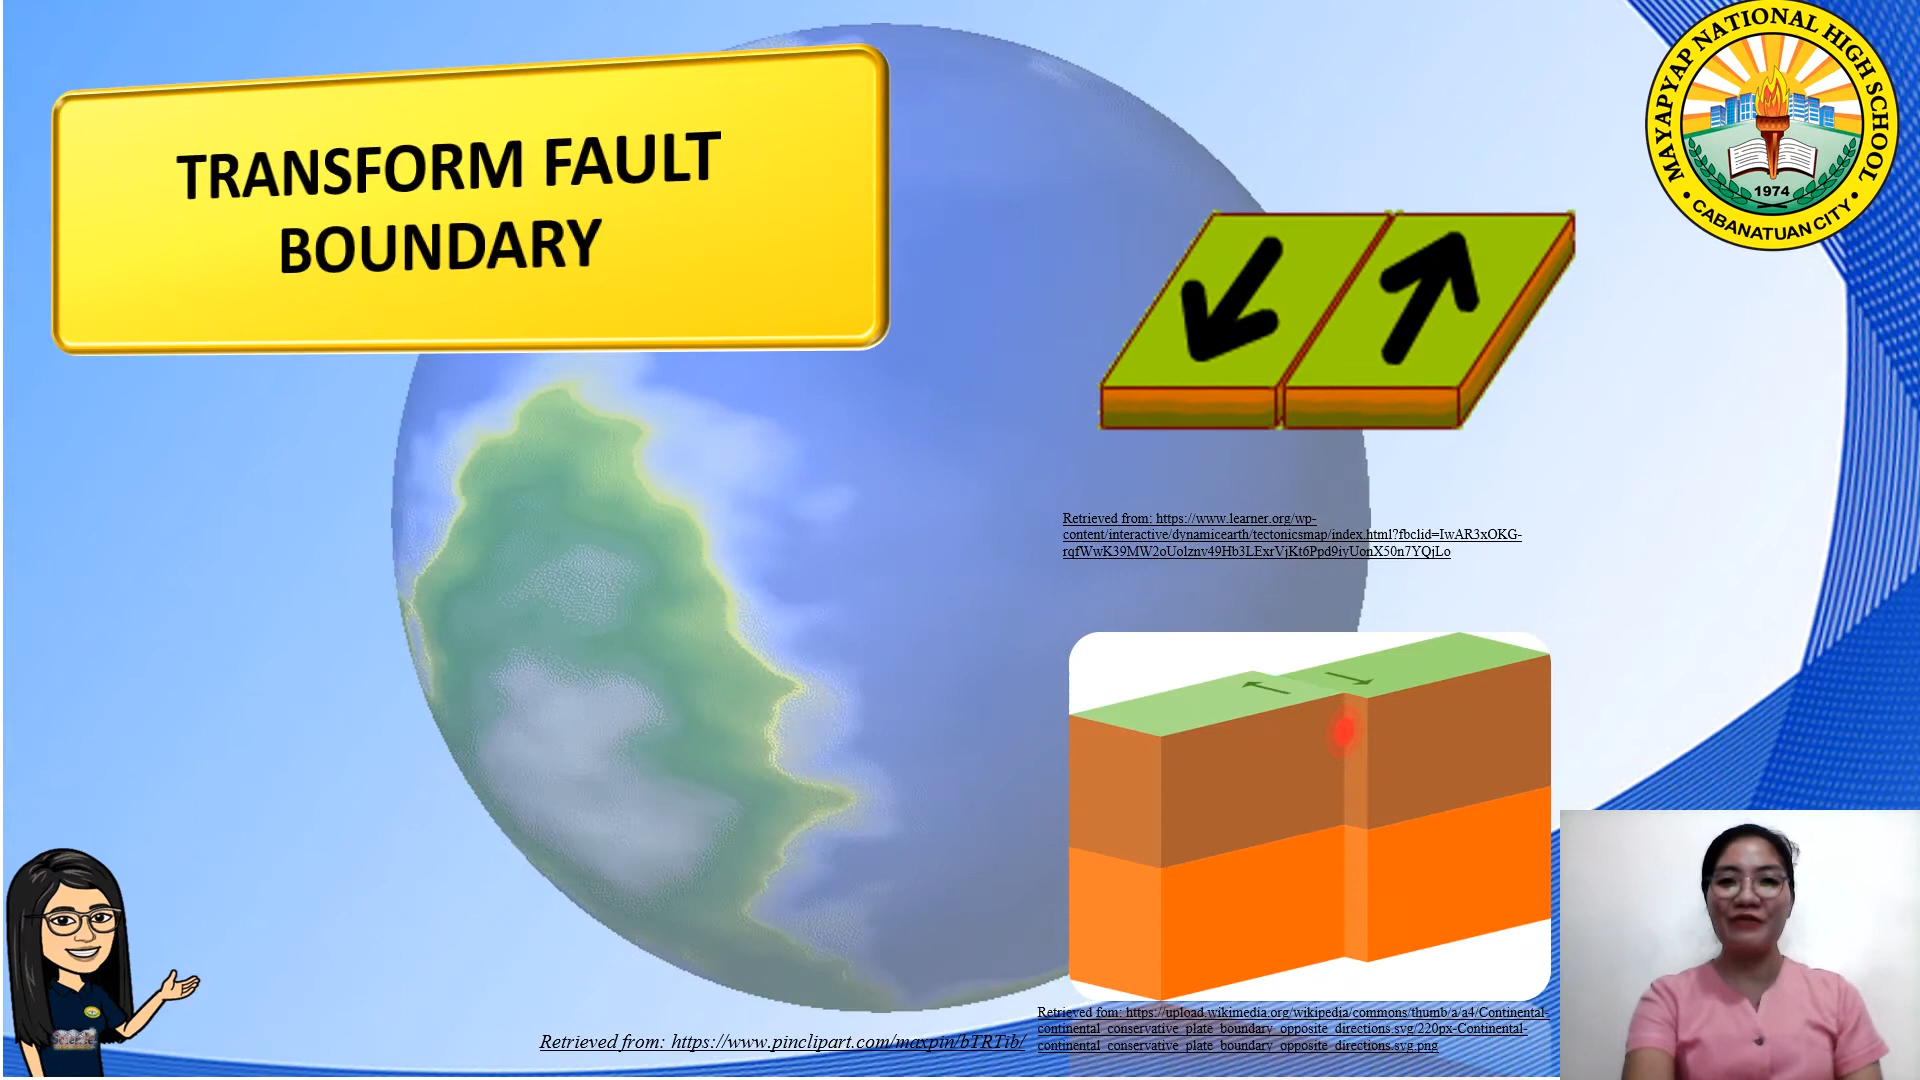 TRANSFORM FAULT
BOUNDARY
MAYAPYAP NATIONAL HIGH SCHOOL
1974
• CABANATUAN CITY •
Retrieved from: https://www.learner.org/wp-
content/interactive/dynamicearth/tectonicsmap/index.html?fbclid=IwAR3xOKG-
rqfWwK39MW2oUolznv49Hb3LExrVjKt6Ppd9iyUonX50n7YQjLo
Retrieved fom: https://upload.wikimedia.org/wikipedia/commons/thumb/a/a4/Continental-
continental_conservative_plate_boundary_opposite_directions.svg/220px-Continental-
continental_conservative_plate_boundary_opposite_directions.svg.png
Retrieved from: https://www.pinclipart.com/maxpin/bTRTib/